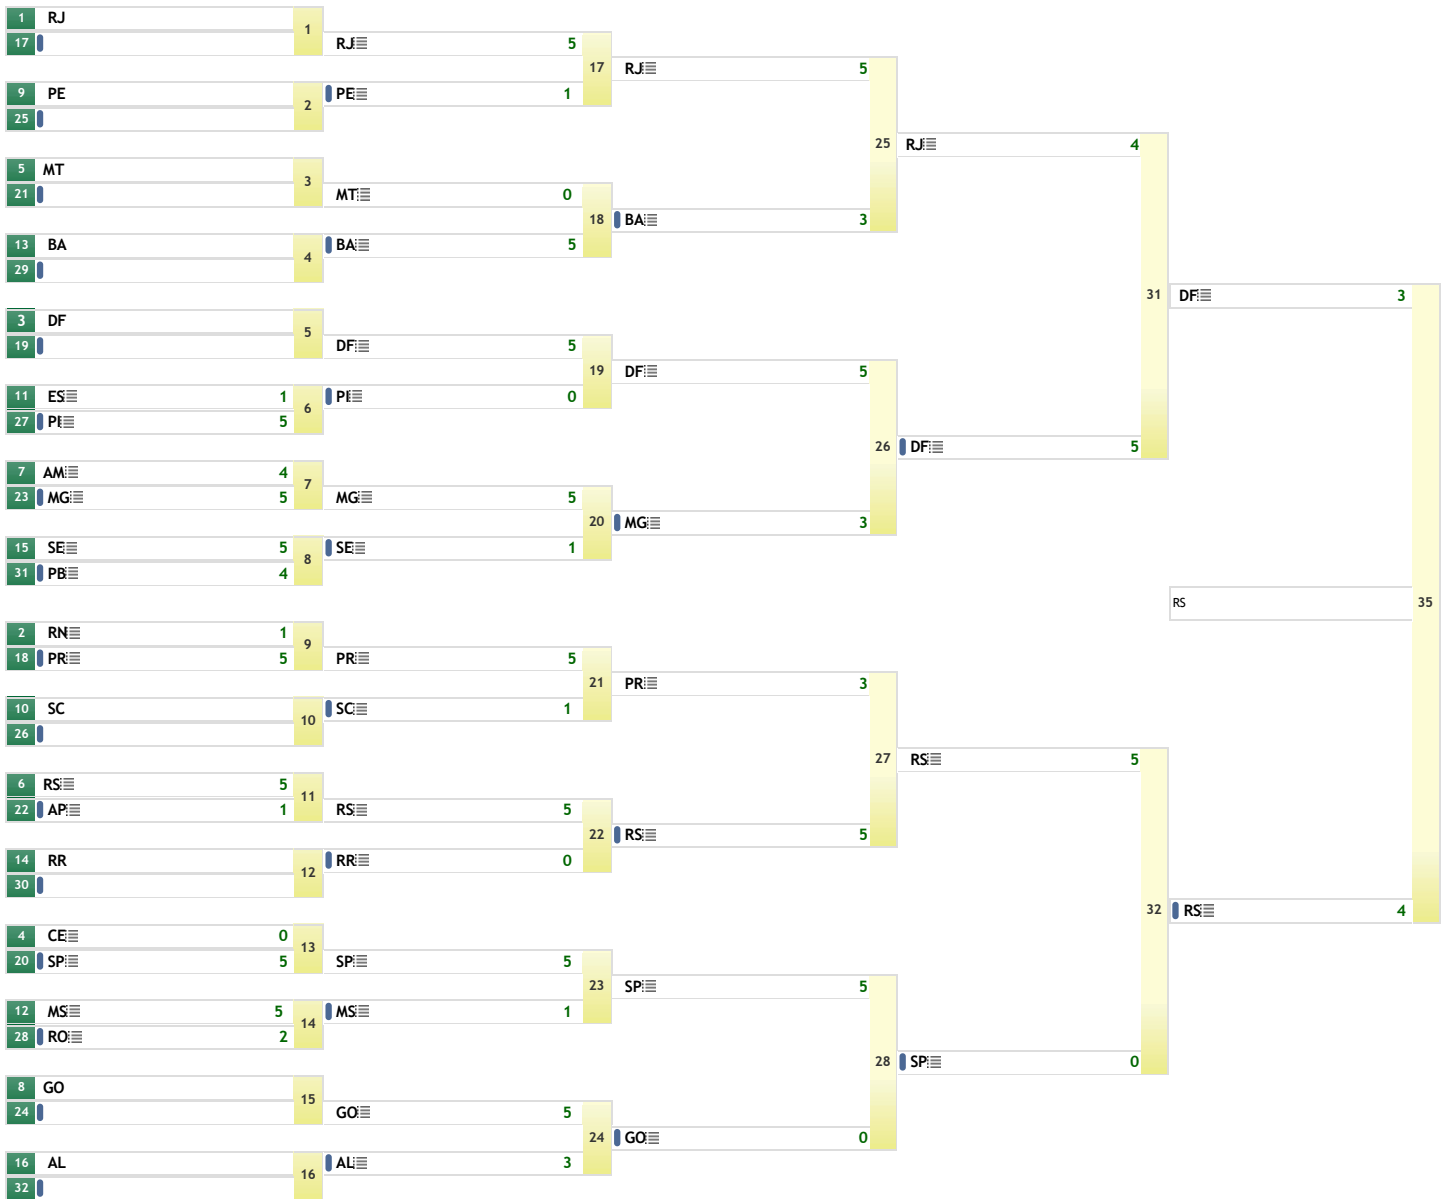 1 RJ 1
17
RJ 5 17
RJ 5
9 PE 2
PE 1
25
25 RJ 4
5 MT 3
21
MT 0 18
BA 3
13 BA 4
BA 5
29
31 DF 3
3 DF 5
19
DF 5 19
DF 5
11 ES 1 6
PI 0
27 PI 5
26 DF 5
7 AM 4 7
23 MG 5
MG 5 20
MG 3
15 SE 5 8
SE 1
31 PB 4
RS 35
2 RN 1 9
18 PR 5
PR 5 21
PR 3
10 SC 10
SC 1
26
27 RS 5
6 RS 5 11
22 AP 1
RS 5 22
RS 5
14 RR 12
RR 0
30
32 RS 4
4 CE 0 13
20 SP 5
SP 5 23
SP 5
12 MS 5 14
MS 1
28 RO 2
28 SP 0
8 GO 15
24
GO 5 24
GO 0
16 AL 16
AL 3
32